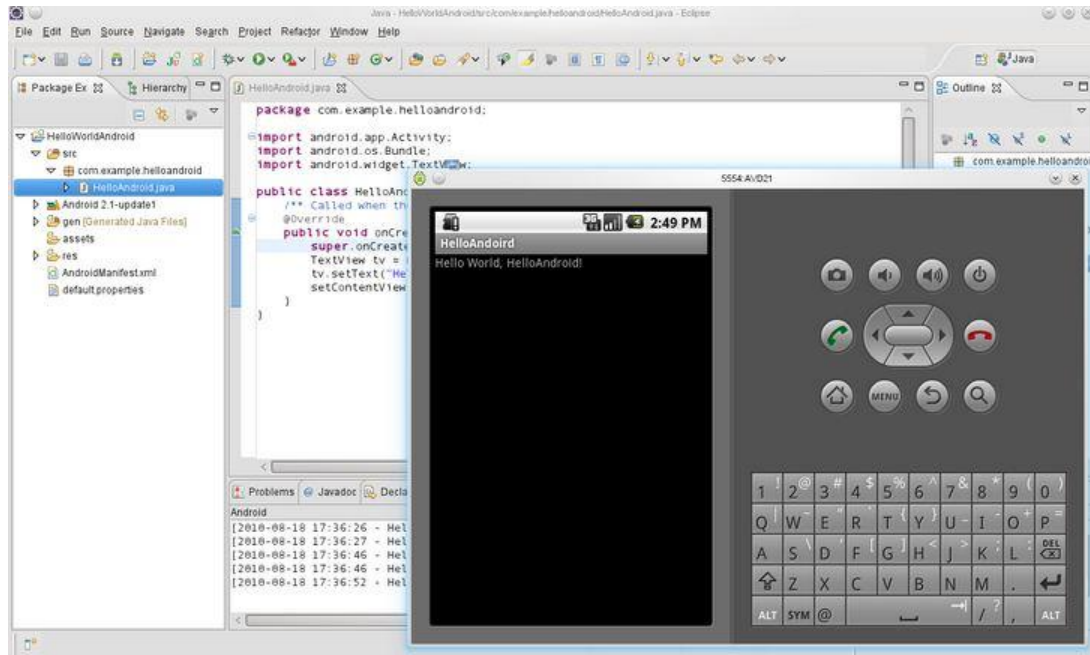 Java - HelloWorldAndroid/src/com/example/helloandroid/HelloAndroid.java - Eclipse
File Edit Run Source Navigate Search Project Refactor Window Help
Java
Package Ex Hierarchy
HelloWorldAndroid
src
com.example.helloandroid
HelloAndroid.java
Android 2.1-update1
gen [Generated Java Files]
assets
res
AndroidManifest.xml
default.properties
HelloAndroid.java
package com.example.helloandroid;
import android.app.Activity;
import android.os.Bundle;
import android.widget.TextView;
public class HelloAnd
/** Called when th
@Override
public void onCre
super.onCreate
TextView tv =
tv.setText("He
setContentView
}
}
Outline
com.example.helloandroi
Problems Javadoc Decla
Android
[2010-08-18 17:36:26 - Hel
[2010-08-18 17:36:27 - Hel
[2010-08-18 17:36:46 - Hel
[2010-08-18 17:36:46 - Hel
[2010-08-18 17:36:52 - Hel
5554:AVD21
3G 2:49 PM
HelloAndoird
Hello World, HelloAndroid!
MENU
1 ! 2 @ 3 # 4 $ 5 % 6 ^ 7 & 8 * 9 ( 0 )
Q | W ~ E " R ` T { Y } U _ I - O + P =
A S \ D ' F [ G ] H < J > K ; L : DEL
Z X C V B N M .
ALT SYM @ / ? , ALT